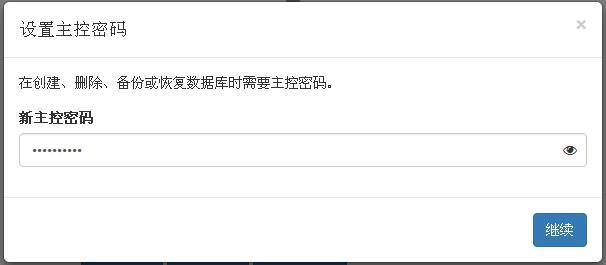 设置主控密码
×
在创建、删除、备份或恢复数据库时需要主控密码。
新主控密码
••••••••••
继续